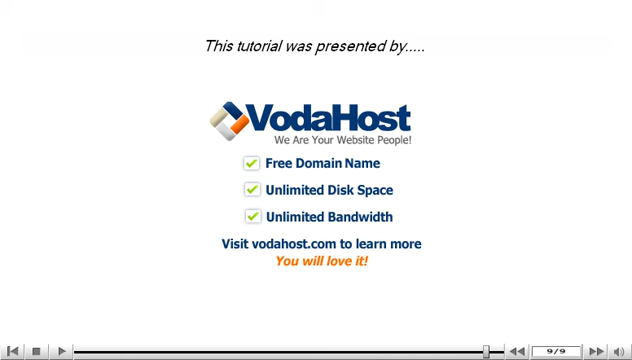 This tutorial was presented by.....
VodaHost
We Are Your Website People!
Free Domain Name
Unlimited Disk Space
Unlimited Bandwidth
Visit vodahost.com to learn more
You will love it!
9/9